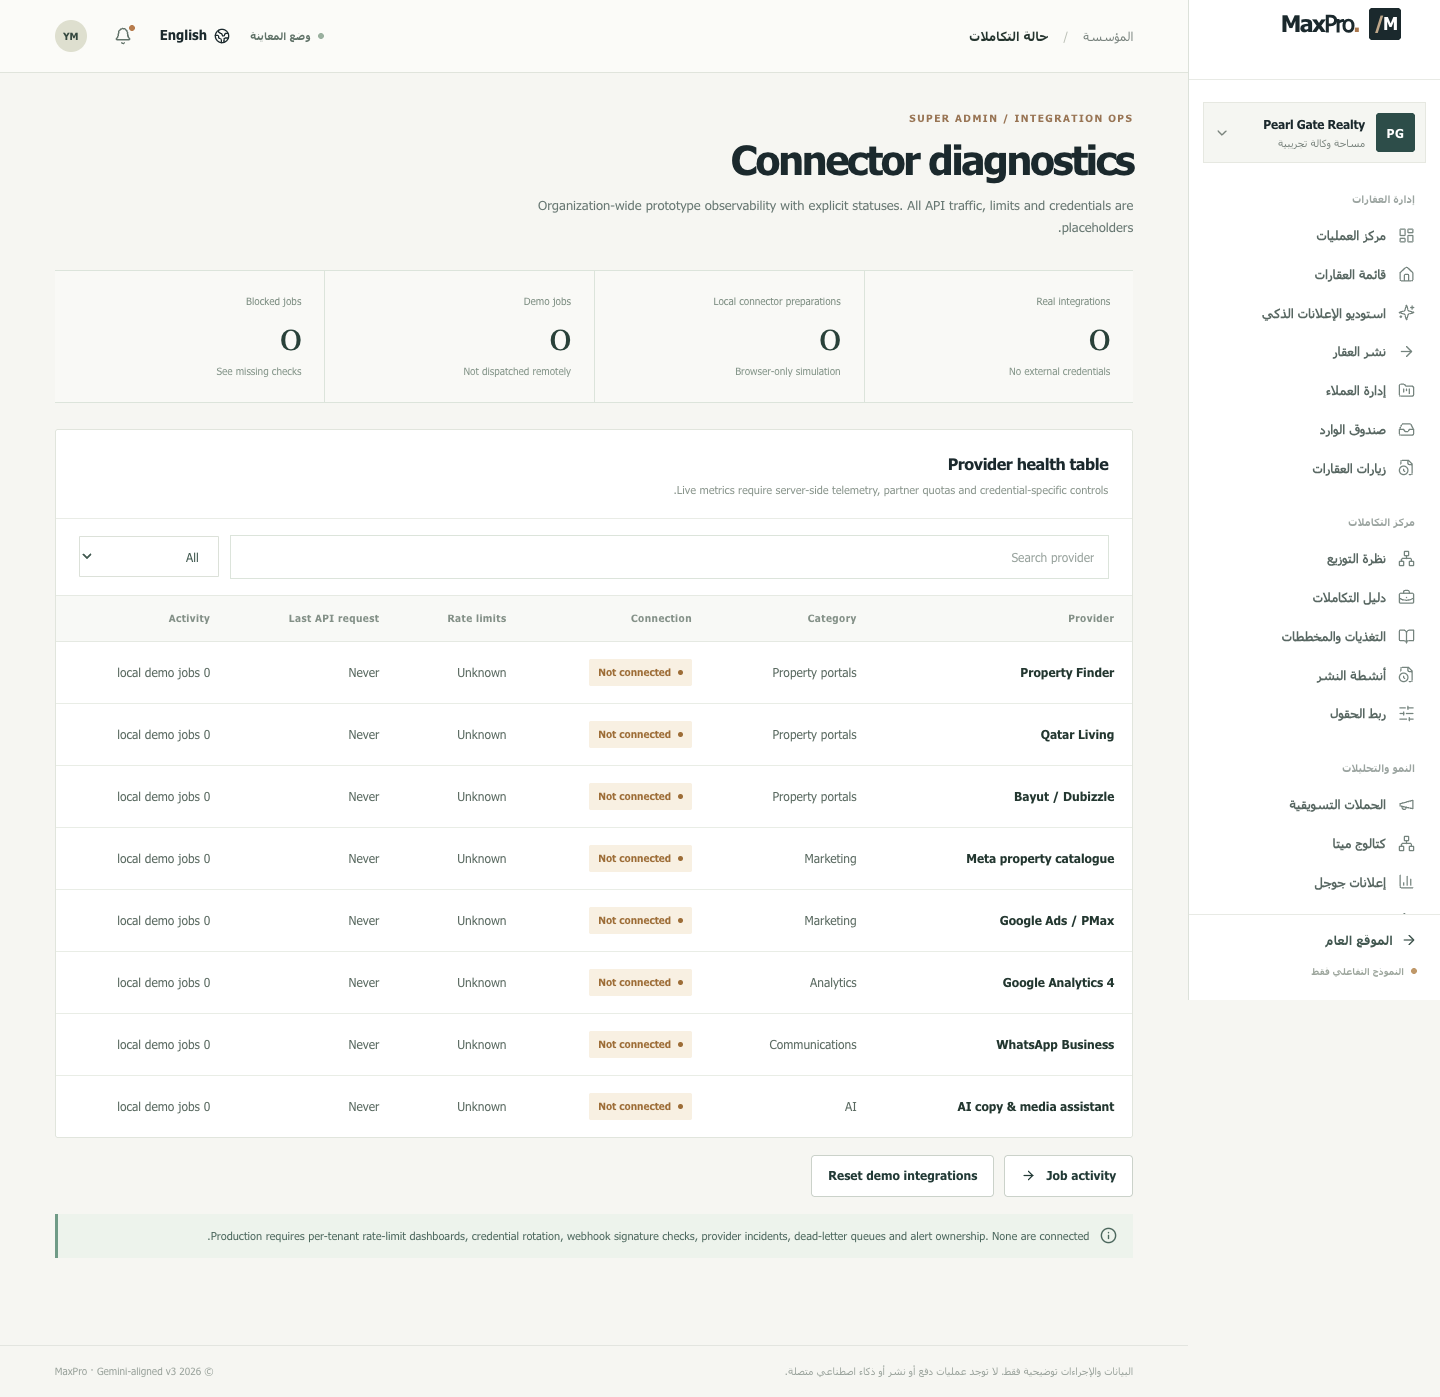 MaxPro.
/M
Pearl Gate Realty
مساحة وكالة تجريبية
PG
إدارة العقارات
مركز العمليات
قائمة العقارات
استوديو الإعلانات الذكي
نشر العقار
إدارة العملاء
صندوق الوارد
زيارات العقارات
مركز التكاملات
نظرة التوزيع
دليل التكاملات
التغذيات والمخططات
أنشطة النشر
ربط الحقول
النمو والتحليلات
الحملات التسويقية
كتالوج ميتا
إعلانات جوجل
الموقع العام
النموذج التفاعلي فقط
المؤسسة / حالة التكاملات
وضع المعاينة
English
YM
SUPER ADMIN / INTEGRATION OPS
Connector diagnostics
Organization-wide prototype observability with explicit statuses. All API traffic, limits and credentials are
placeholders.
Real integrations
0
No external credentials
Local connector preparations
0
Browser-only simulation
Demo jobs
0
Not dispatched remotely
Blocked jobs
0
See missing checks
Provider health table
Live metrics require server-side telemetry, partner quotas and credential-specific controls.
Search provider
All
Provider Category Connection Rate limits Last API request Activity
Property Finder Property portals Not connected Unknown Never local demo jobs 0
Qatar Living Property portals Not connected Unknown Never local demo jobs 0
Bayut / Dubizzle Property portals Not connected Unknown Never local demo jobs 0
Meta property catalogue Marketing Not connected Unknown Never local demo jobs 0
Google Ads / PMax Marketing Not connected Unknown Never local demo jobs 0
Google Analytics 4 Analytics Not connected Unknown Never local demo jobs 0
WhatsApp Business Communications Not connected Unknown Never local demo jobs 0
AI copy & media assistant AI Not connected Unknown Never local demo jobs 0
Job activity
Reset demo integrations
Production requires per-tenant rate-limit dashboards, credential rotation, webhook signature checks, provider incidents, dead-letter queues and alert ownership. None are connected.
البيانات والإجراءات توضيحية فقط. لا توجد عمليات دفع أو نشر أو ذكاء اصطناعي متصلة.
MaxPro · Gemini-aligned v3 2026 ©